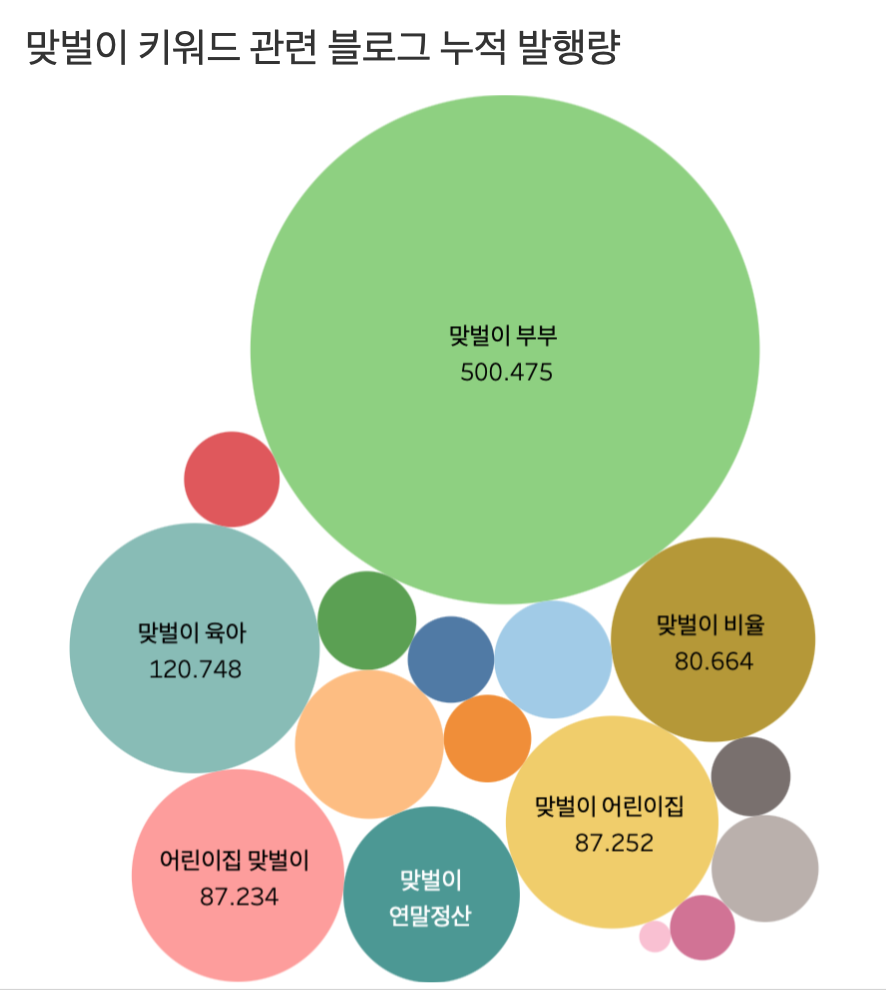 맞벌이 키워드 관련 블로그 누적 발행량
맞벌이 부부
500.475
맞벌이 육아
120.748
맞벌이 비율
80.664
맞벌이 어린이집
87.252
어린이집 맞벌이
87.234
맞벌이
연말정산